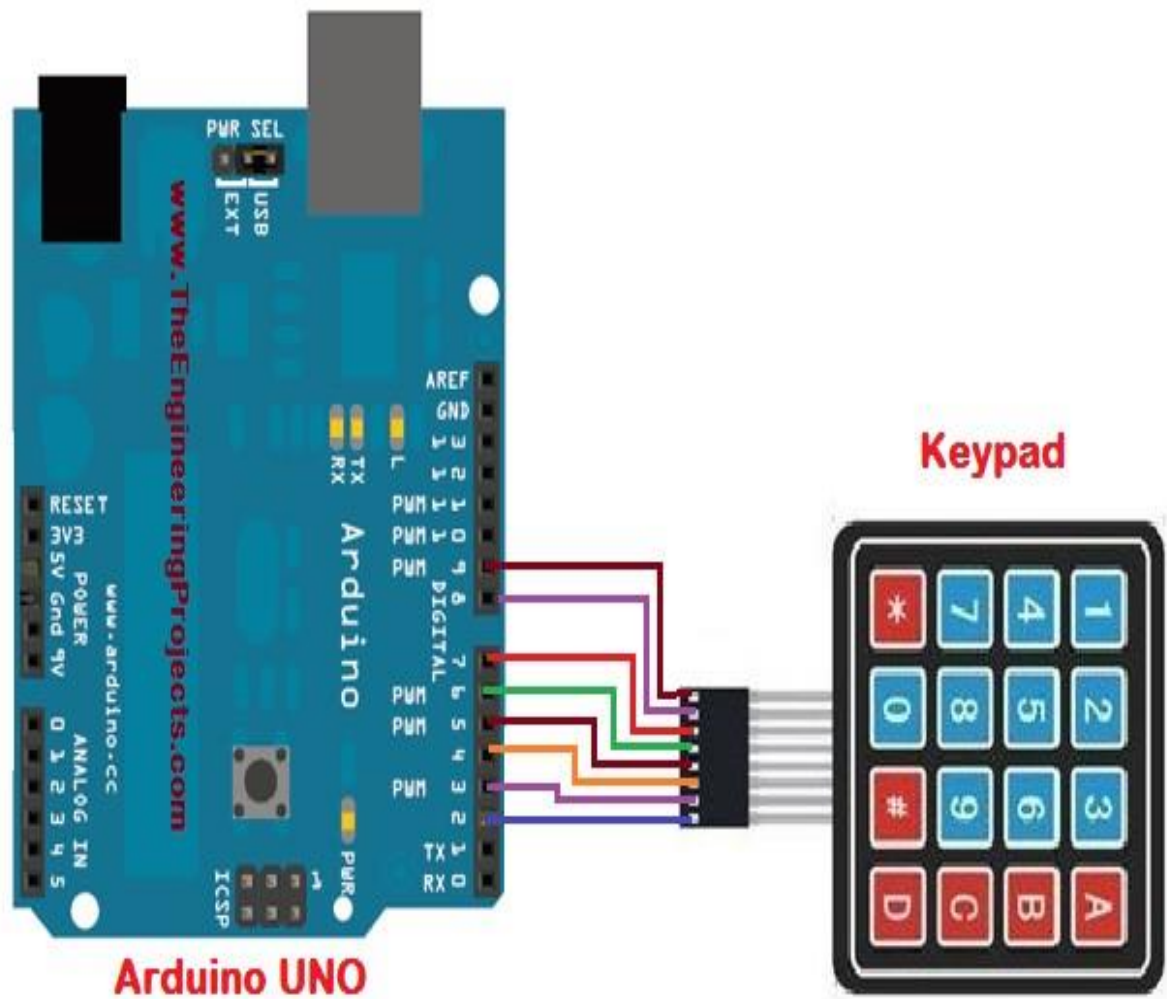 PWR SEL
EXT
USB
www.TheEngineeringProjects.com
AREF
GND
13
12
PWM 11
PWM 10
PWM 9
8
DIGITAL
7
PWM 6
PWM 5
4
PWM 3
2
TX 1
RX 0
RX
TX
L
Arduino
RESET
3V3
5V
Gnd
9V
POWER
www.arduino.cc
ANALOG IN
0
1
2
3
4
5
ICSP
1
PWR
Arduino UNO
Keypad
1 2 3 A
4 5 6 B
7 8 9 C
* 0 # D